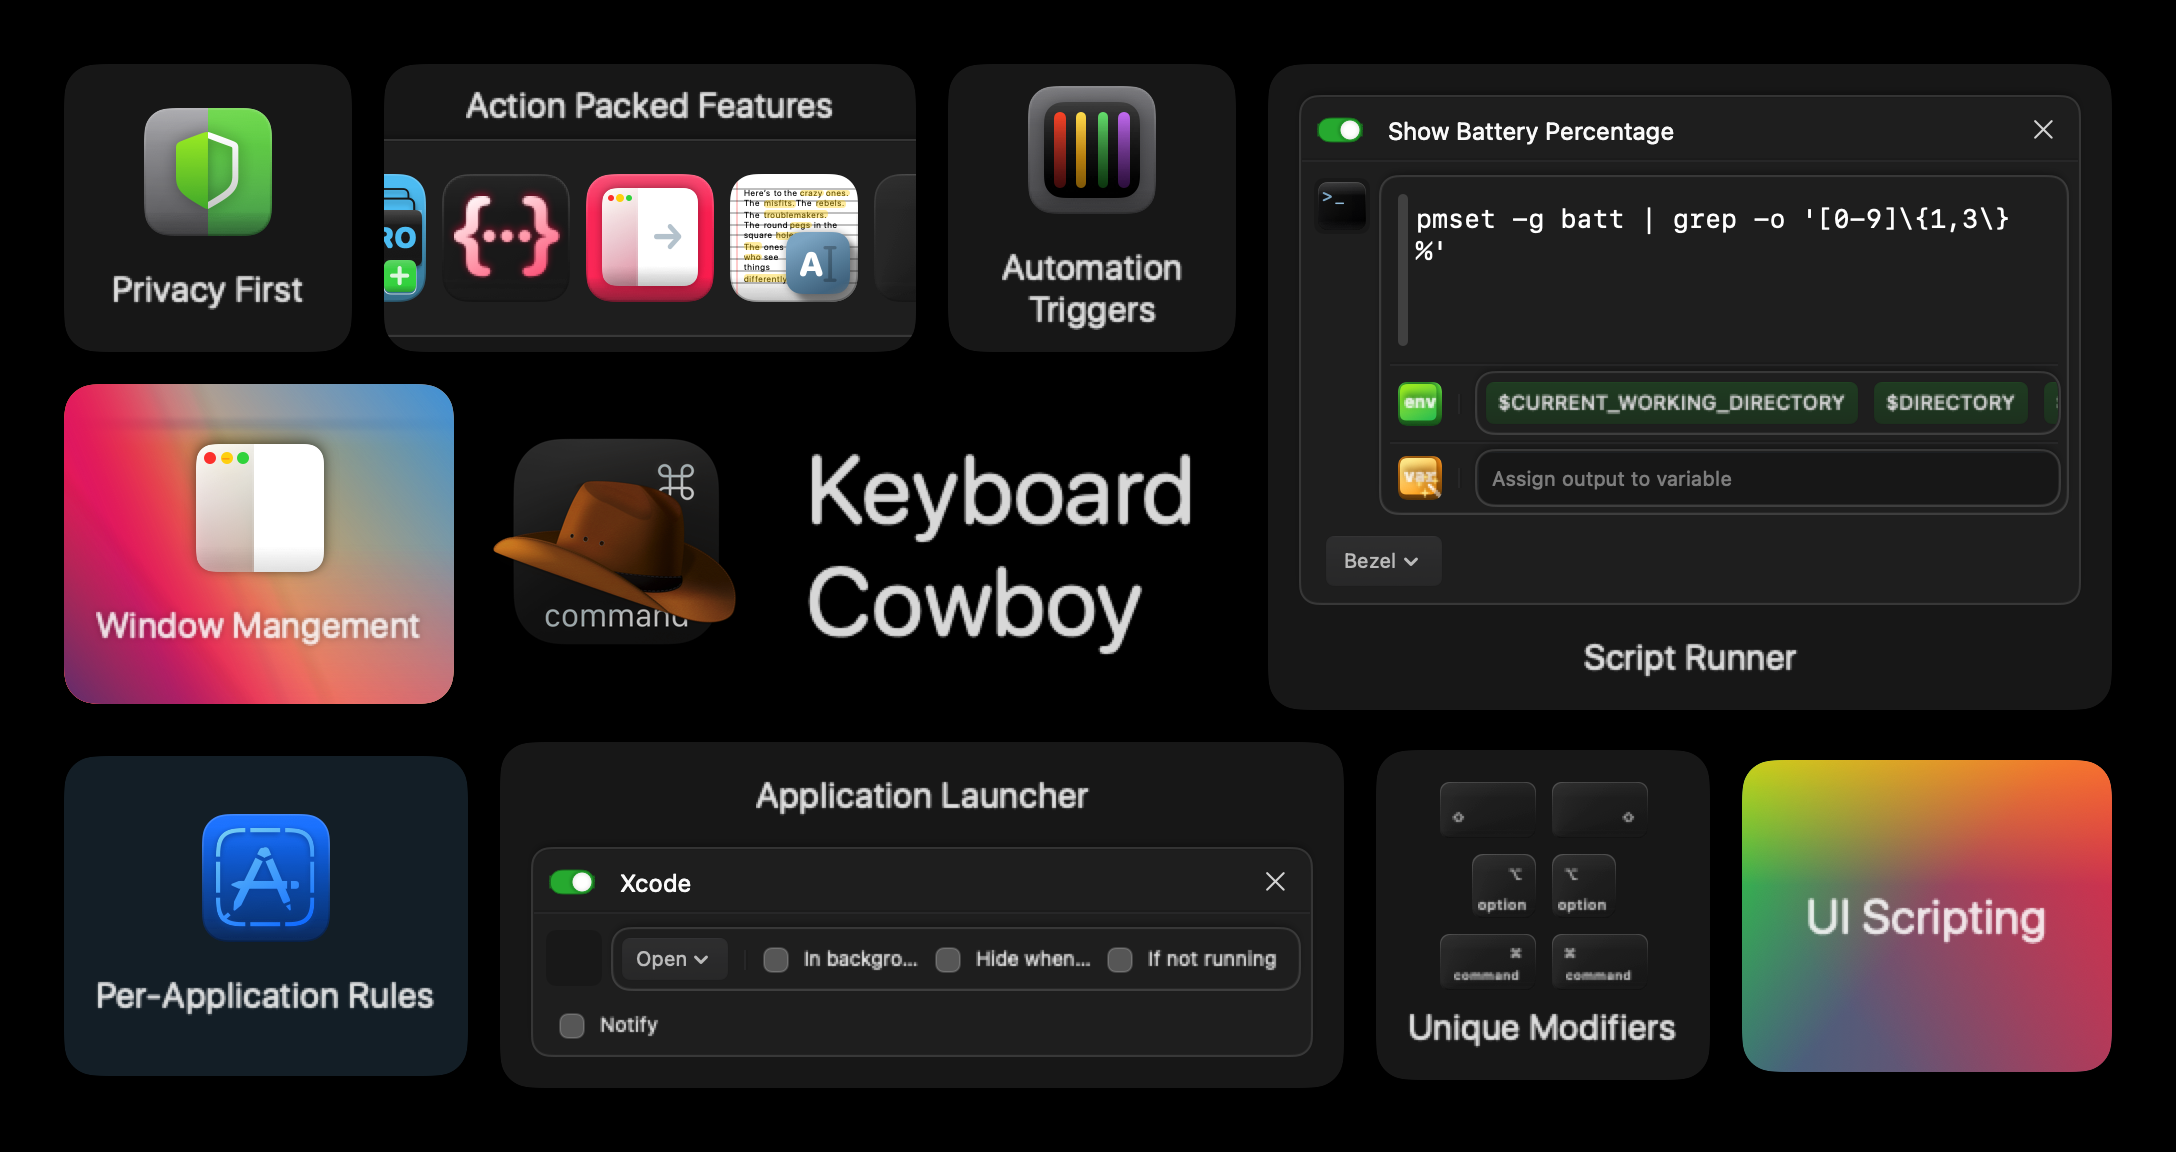 Privacy First
Action Packed Features
RO
Here's to the crazy ones.
The misfits. The rebels.
The troublemakers.
The round pegs in the
square
The ones
who see
things
differently
A
Automation
Triggers
Show Battery Percentage
>_
pmset -g batt | grep -o '[0-9]\{1,3\}
%'
env
$CURRENT_WORKING_DIRECTORY
$DIRECTORY
var
Assign output to variable
Bezel
Script Runner
Window Mangement
⌘
command
Keyboard
Cowboy
Per-Application Rules
Application Launcher
Xcode
Open
In backgro...
Hide when...
If not running
Notify
⌥ ⌥
option option
⌘ ⌘
command command
Unique Modifiers
UI Scripting